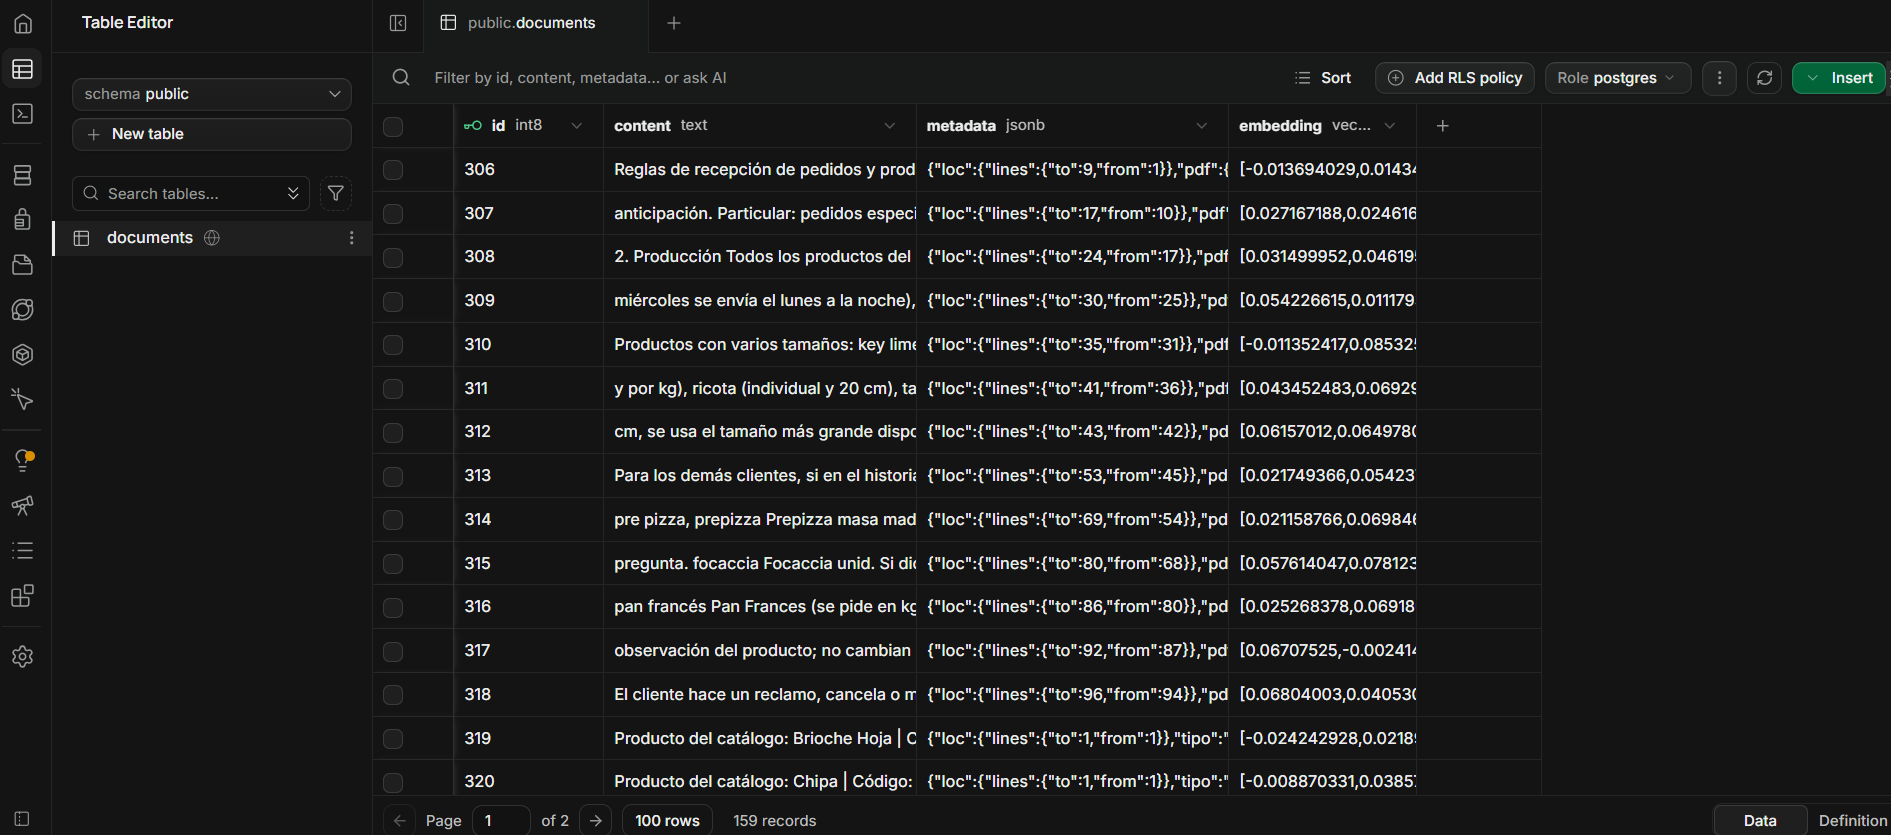 Table Editor
public.documents
schema public
New table
Search tables...
documents
Filter by id, content, metadata... or ask AI
Sort
Add RLS policy
Role postgres
Insert
id int8 content text metadata jsonb embedding vec...
306 Reglas de recepción de pedidos y prod {"loc":{"lines":{"to":9,"from":1}},"pdf":{ [-0.013694029,0.01434
307 anticipación. Particular: pedidos especi {"loc":{"lines":{"to":17,"from":10}},"pdf" [0.027167188,0.024616
308 2. Producción Todos los productos del {"loc":{"lines":{"to":24,"from":17}},"pdf [0.031499952,0.04619
309 miércoles se envía el lunes a la noche), {"loc":{"lines":{"to":30,"from":25}},"pd [0.054226615,0.011179
310 Productos con varios tamaños: key lime {"loc":{"lines":{"to":35,"from":31}},"pdf [-0.011352417,0.08532
311 y por kg), ricota (individual y 20 cm), ta {"loc":{"lines":{"to":41,"from":36}},"pdf [0.043452483,0.06929
312 cm, se usa el tamaño más grande dispo {"loc":{"lines":{"to":43,"from":42}},"pd [0.06157012,0.064978
313 Para los demás clientes, si en el historia {"loc":{"lines":{"to":53,"from":45}},"pd [0.021749366,0.05423
314 pre pizza, prepizza Prepizza masa mad {"loc":{"lines":{"to":69,"from":54}},"pd [0.021158766,0.069846
315 pregunta. focaccia Focaccia unid. Si dic {"loc":{"lines":{"to":80,"from":68}},"pd [0.057614047,0.078123
316 pan francés Pan Frances (se pide en kg {"loc":{"lines":{"to":86,"from":80}},"pd [0.025268378,0.06918
317 observación del producto; no cambian {"loc":{"lines":{"to":92,"from":87}},"pd [0.06707525,-0.002414
318 El cliente hace un reclamo, cancela o m {"loc":{"lines":{"to":96,"from":94}},"pd [0.06804003,0.040530
319 Producto del catálogo: Brioche Hoja | C {"loc":{"lines":{"to":1,"from":1}},"tipo":" [-0.024242928,0.0218
320 Producto del catálogo: Chipa | Código: {"loc":{"lines":{"to":1,"from":1}},"tipo":" [-0.008870331,0.0385
Page 1 of 2 100 rows 159 records
Data Definition